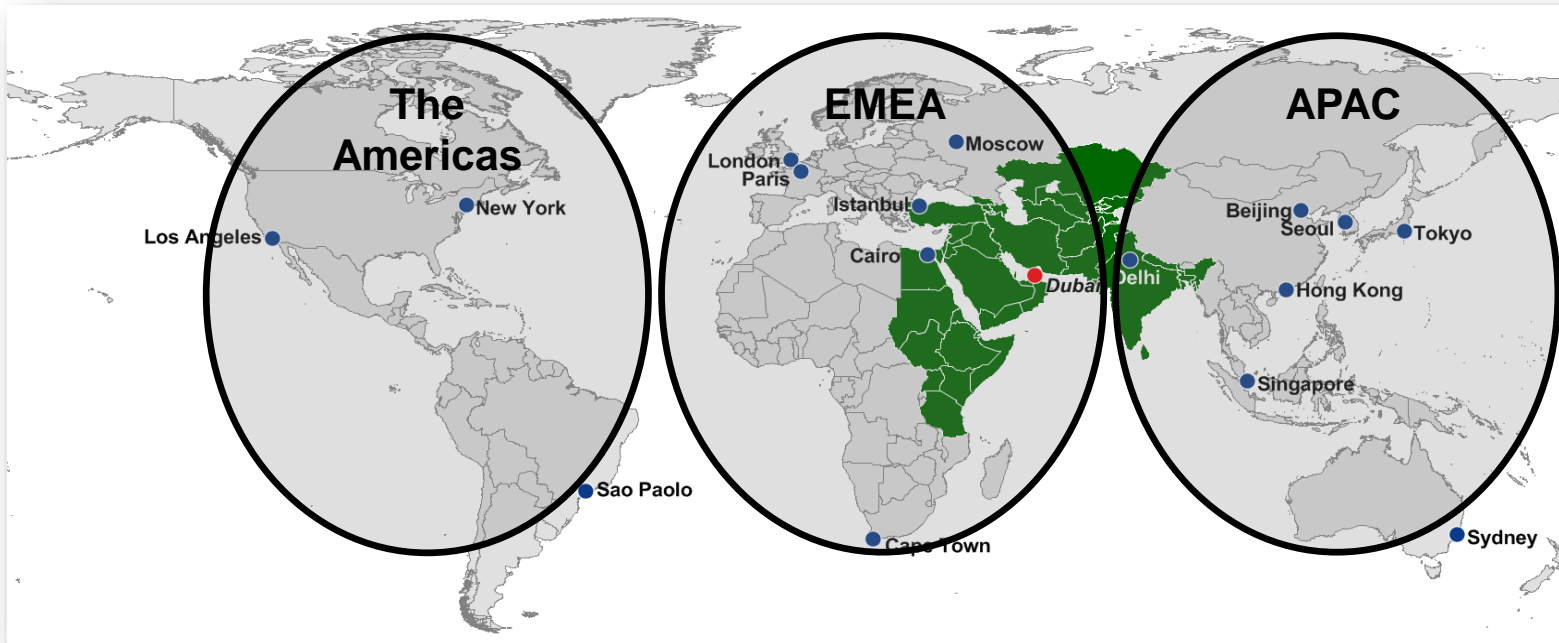 The
Americas
EMEA
APAC
Moscow
London
Paris
Istanbul
New York
Beijing
Seoul
Tokyo
Los Angeles
Cairo
Dubai
Delhi
Hong Kong
Singapore
Sao Paolo
Cape Town
Sydney